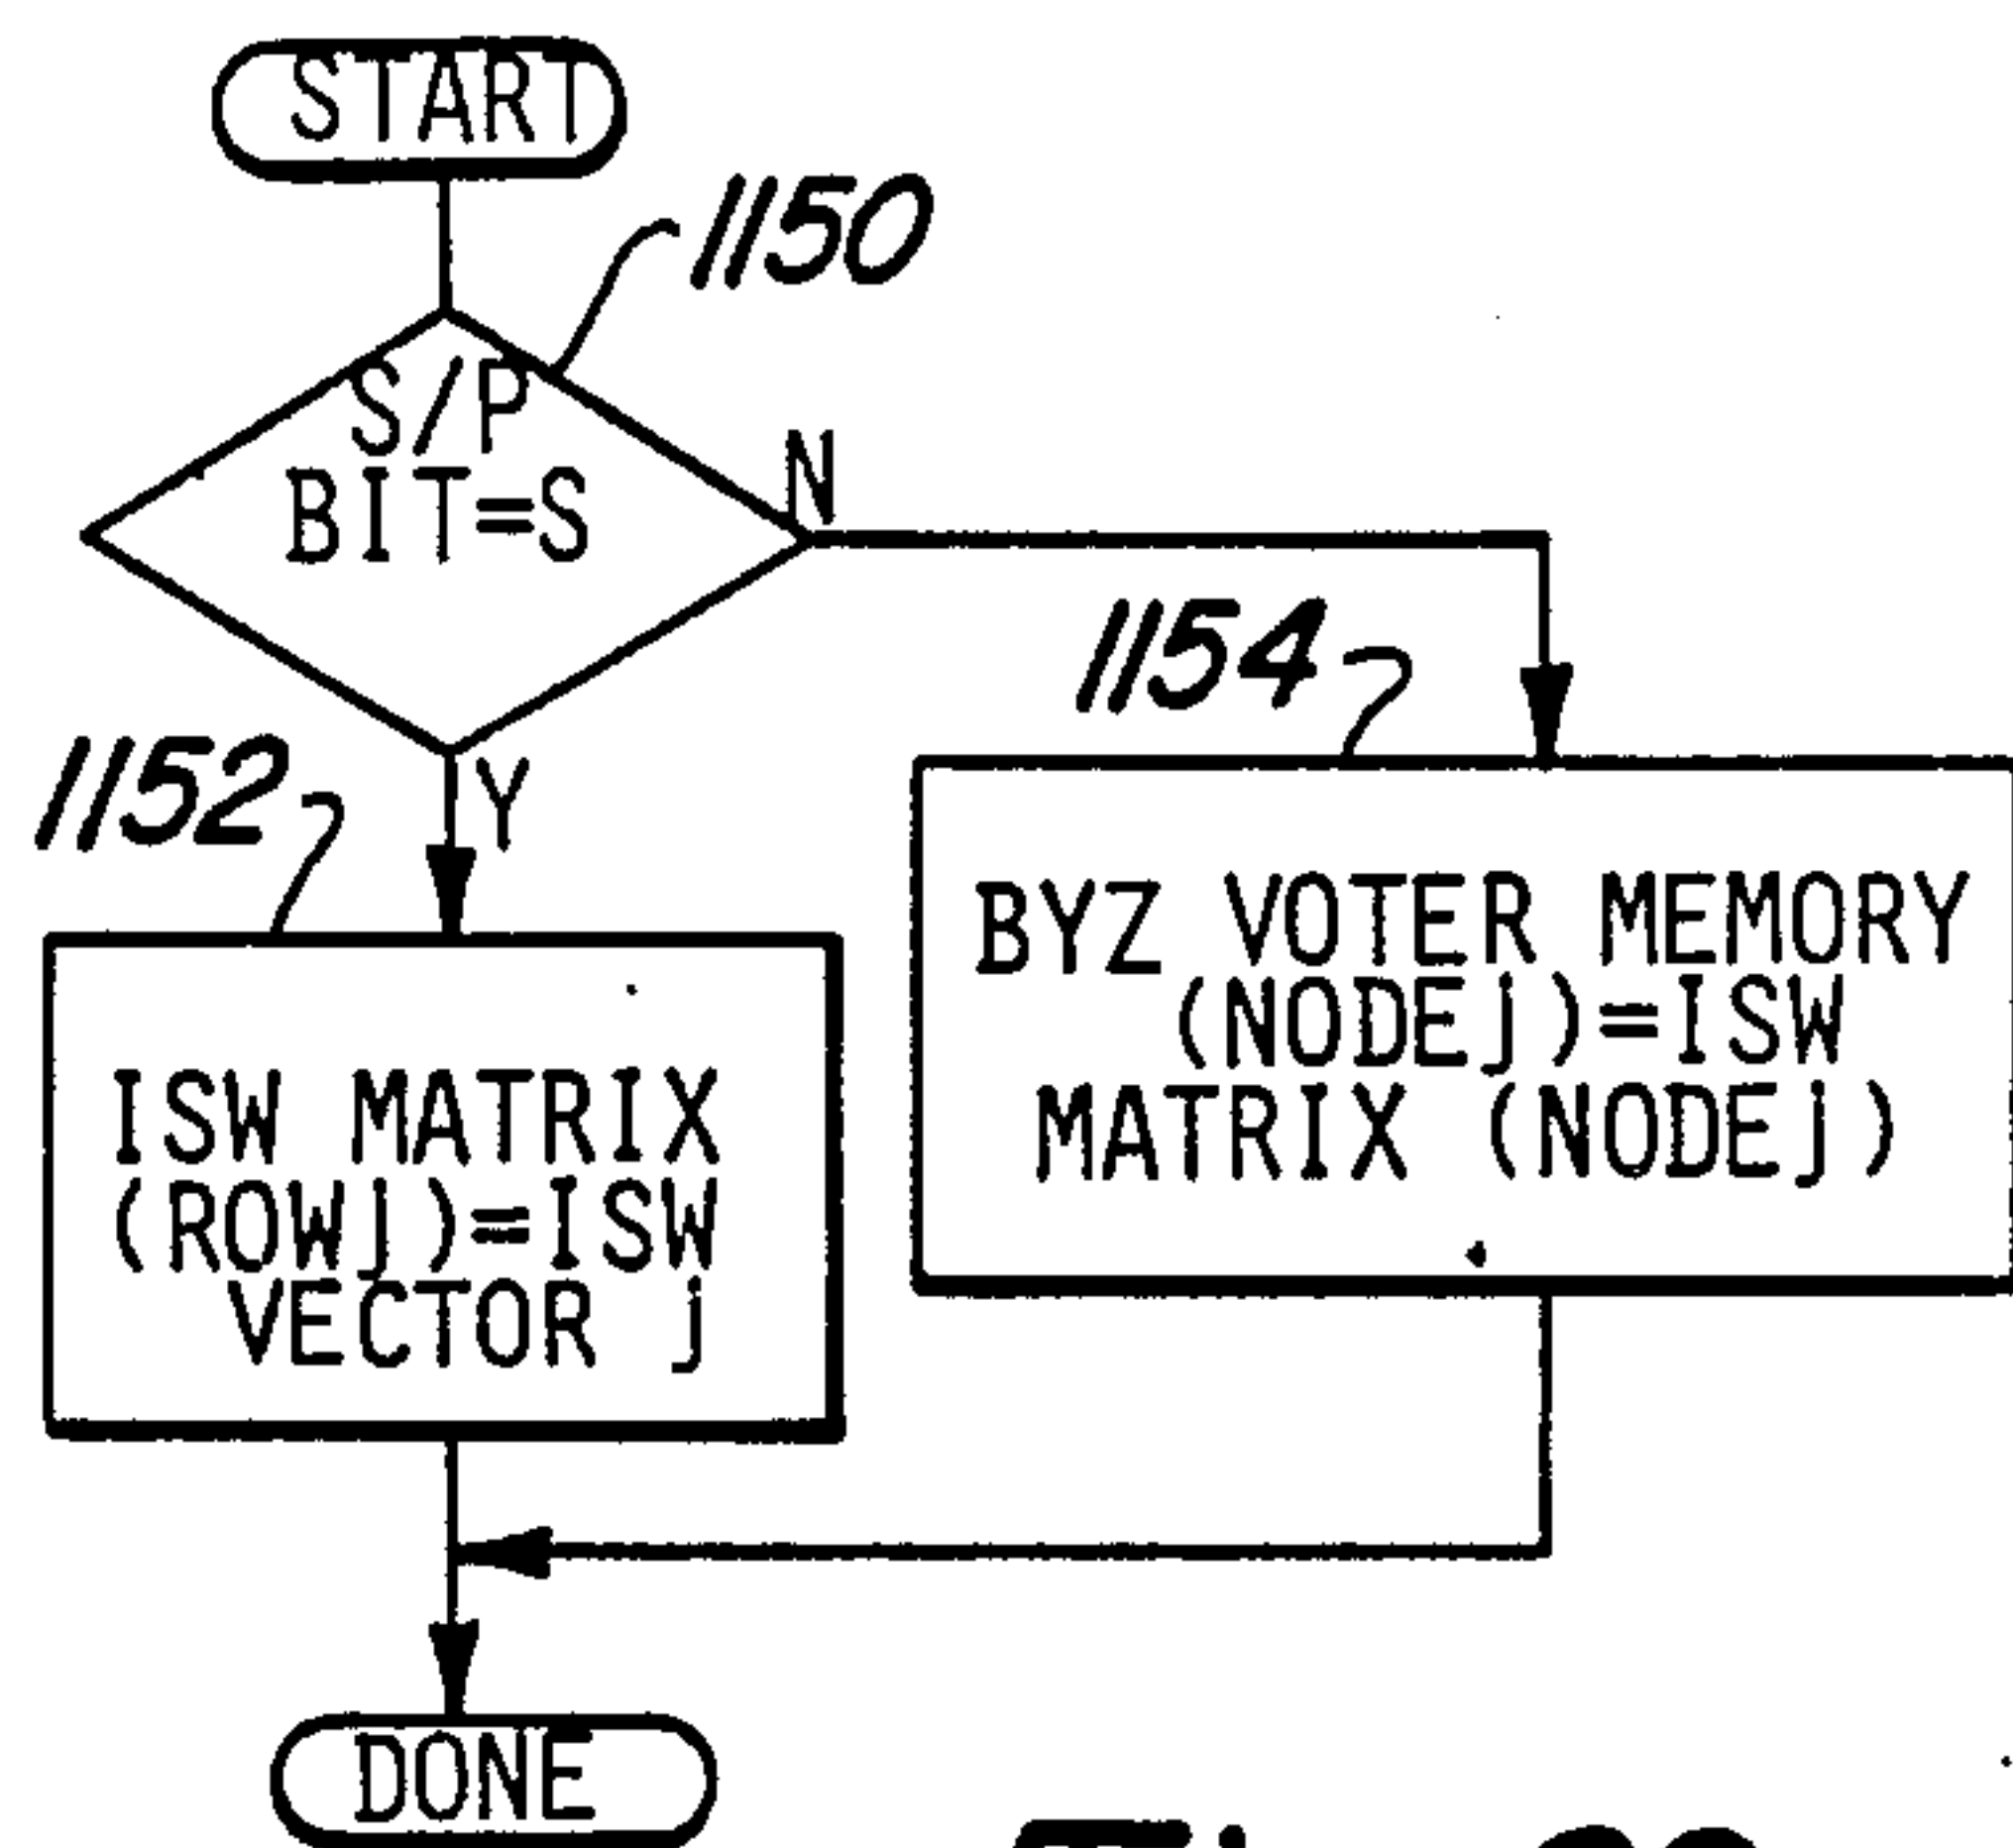 START
1150
S/P
BIT=S
N
1154
1152
Y
BYZ VOTER MEMORY
(NODEj)=ISW
MATRIX (NODEj)
ISW MATRIX
(ROWj)=ISW
VECTOR j
DONE